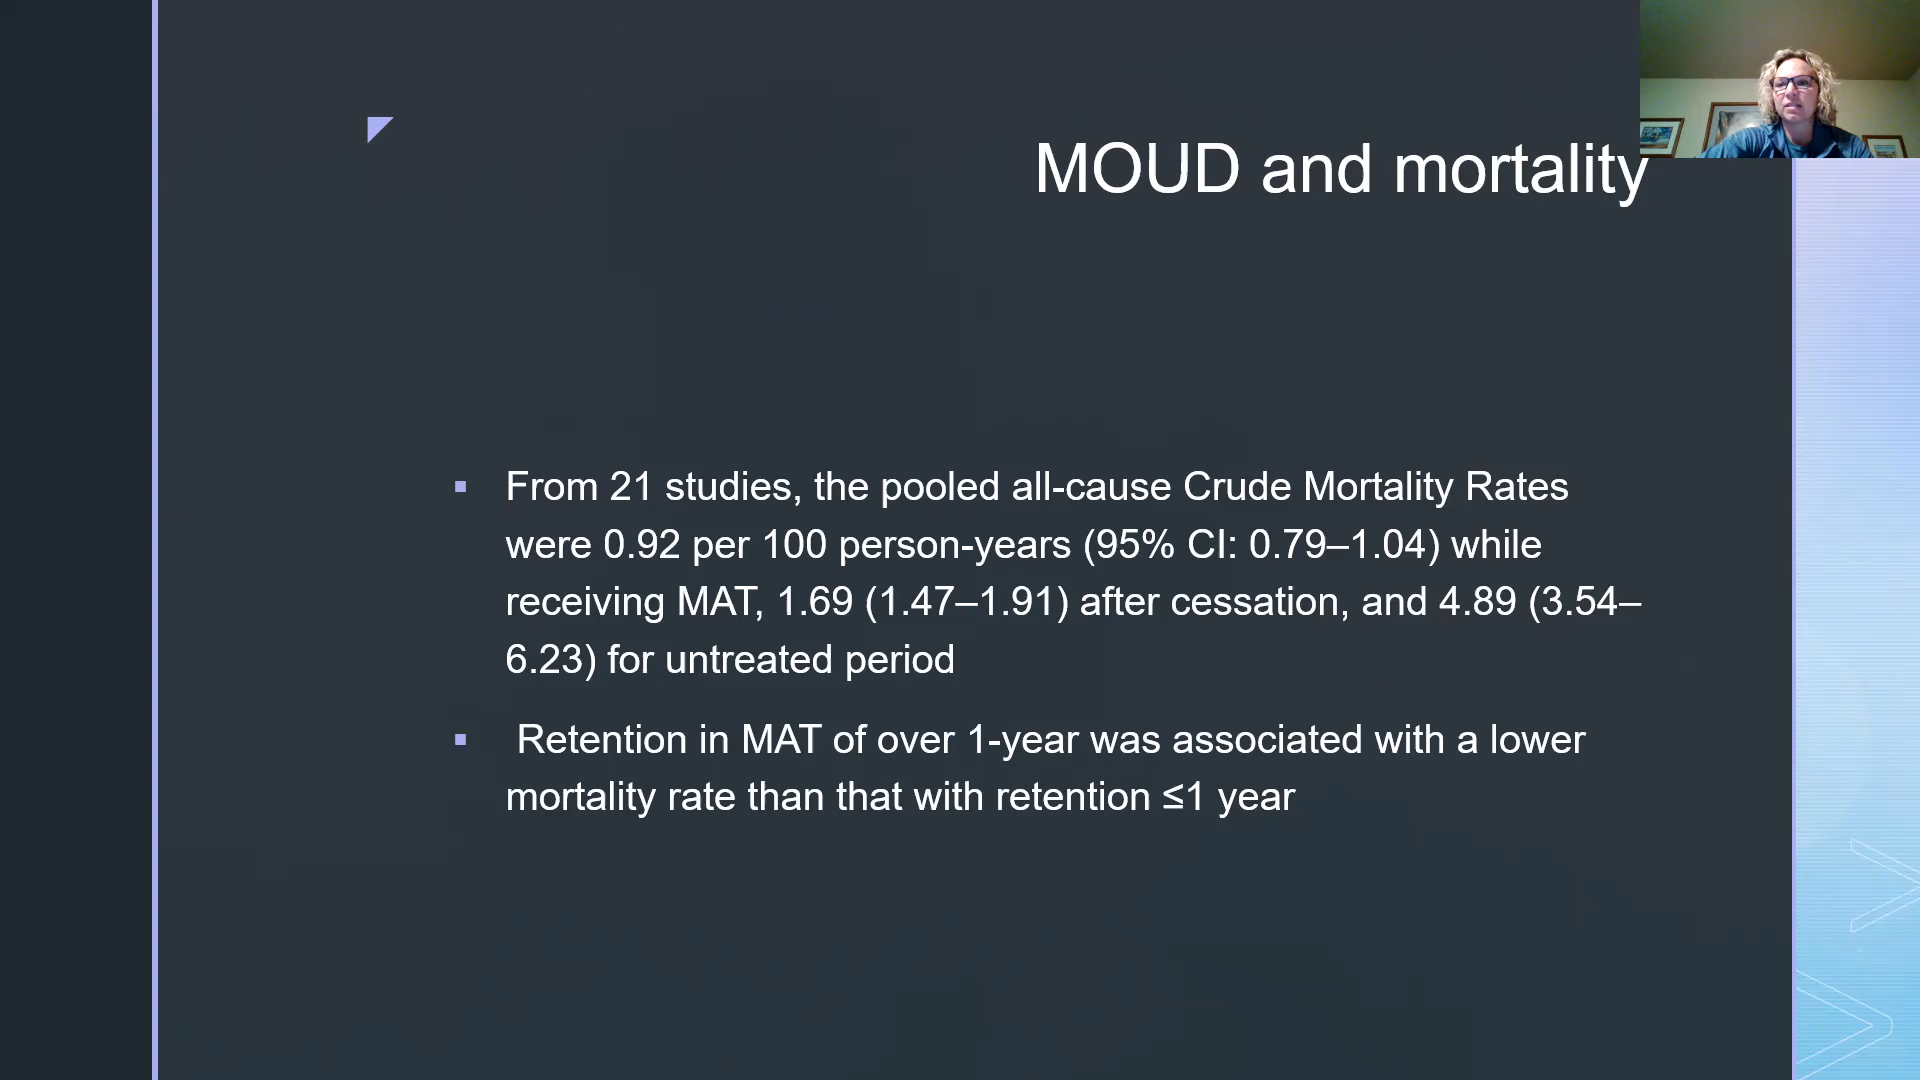 MOUD and mortality
From 21 studies, the pooled all-cause Crude Mortality Rates
were 0.92 per 100 person-years (95% CI: 0.79–1.04) while
receiving MAT, 1.69 (1.47–1.91) after cessation, and 4.89 (3.54–
6.23) for untreated period
Retention in MAT of over 1-year was associated with a lower
mortality rate than that with retention ≤1 year